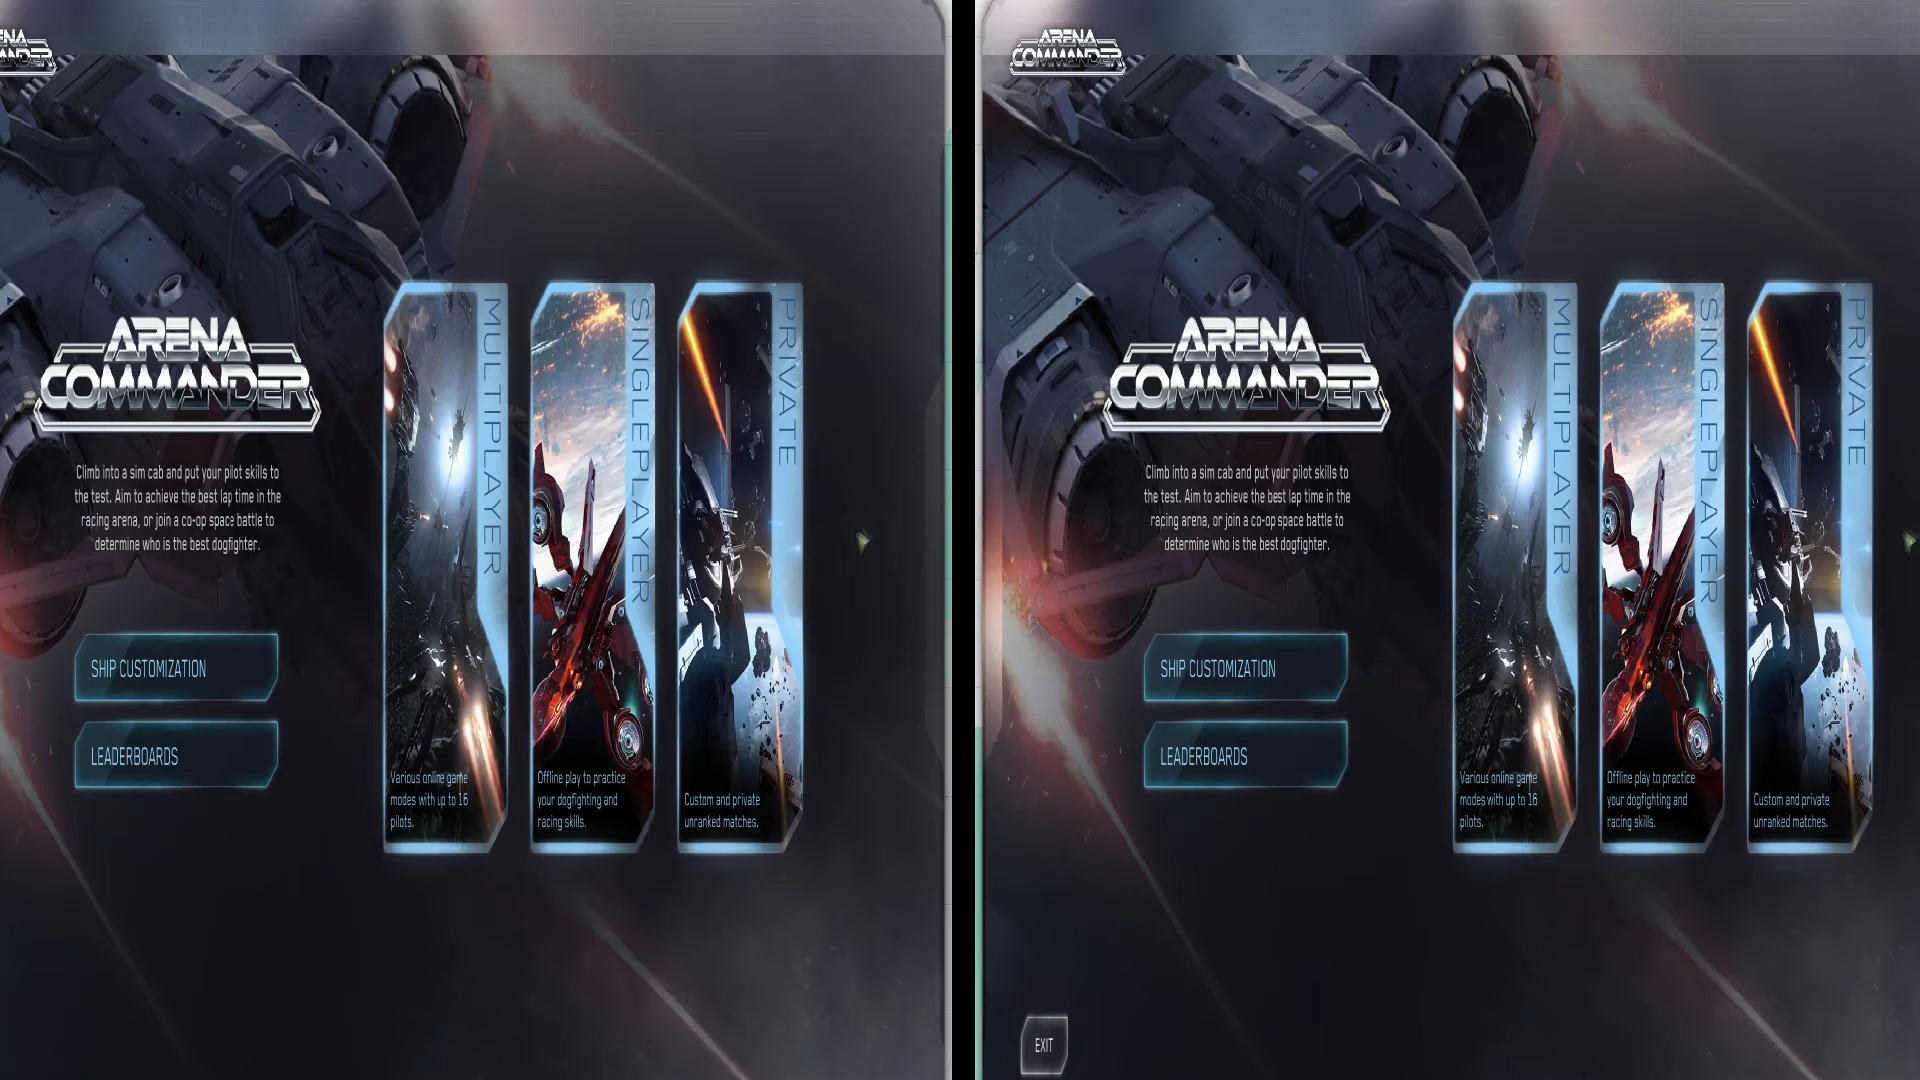 ARENA
COMMANDER
AEGIS
ARENA
COMMANDER
Climb into a sim cab and put your pilot skills to
the test. Aim to achieve the best lap time in the
racing arena, or join a co-op space battle to
determine who is the best dogfighter.
SHIP CUSTOMIZATION
LEADERBOARDS
MULTIPLAYER
Various online game
modes with up to 16
pilots.
SINGLEPLAYER
Offline play to practice
your dogfighting and
racing skills.
PRIVATE
Custom and private
unranked matches.
ARENA
COMMANDER
AEGIS
ARENA
COMMANDER
Climb into a sim cab and put your pilot skills to
the test. Aim to achieve the best lap time in the
racing arena, or join a co-op space battle to
determine who is the best dogfighter.
SHIP CUSTOMIZATION
LEADERBOARDS
MULTIPLAYER
Various online game
modes with up to 16
pilots.
SINGLEPLAYER
Offline play to practice
your dogfighting and
racing skills.
PRIVATE
Custom and private
unranked matches.
EXIT